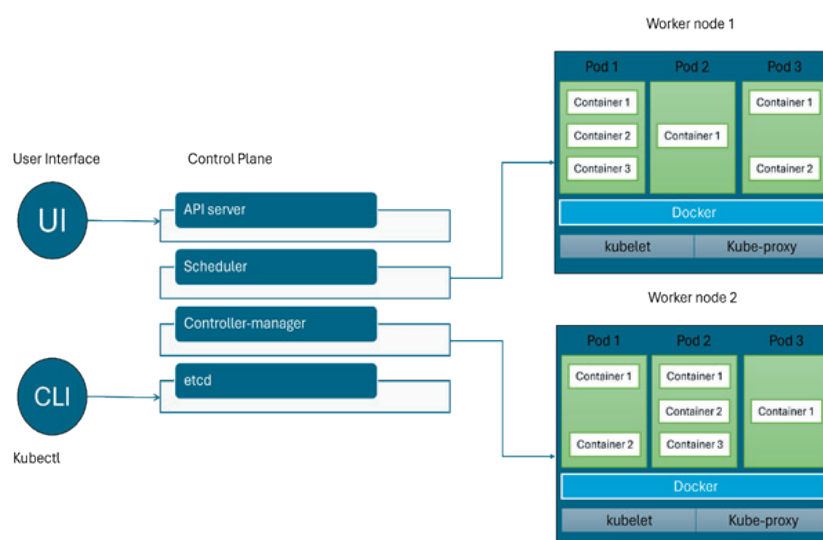 User Interface
UI
CLI
Kubectl
Control Plane
API server
Scheduler
Controller-manager
etcd
Worker node 1
Pod 1 Pod 2 Pod 3
Container 1
Container 2
Container 3
Container 1
Container 1
Container 2
Docker
kubelet Kube-proxy
Worker node 2
Pod 1 Pod 2 Pod 3
Container 1
Container 2
Container 1
Container 2
Container 3
Container 1
Docker
kubelet Kube-proxy